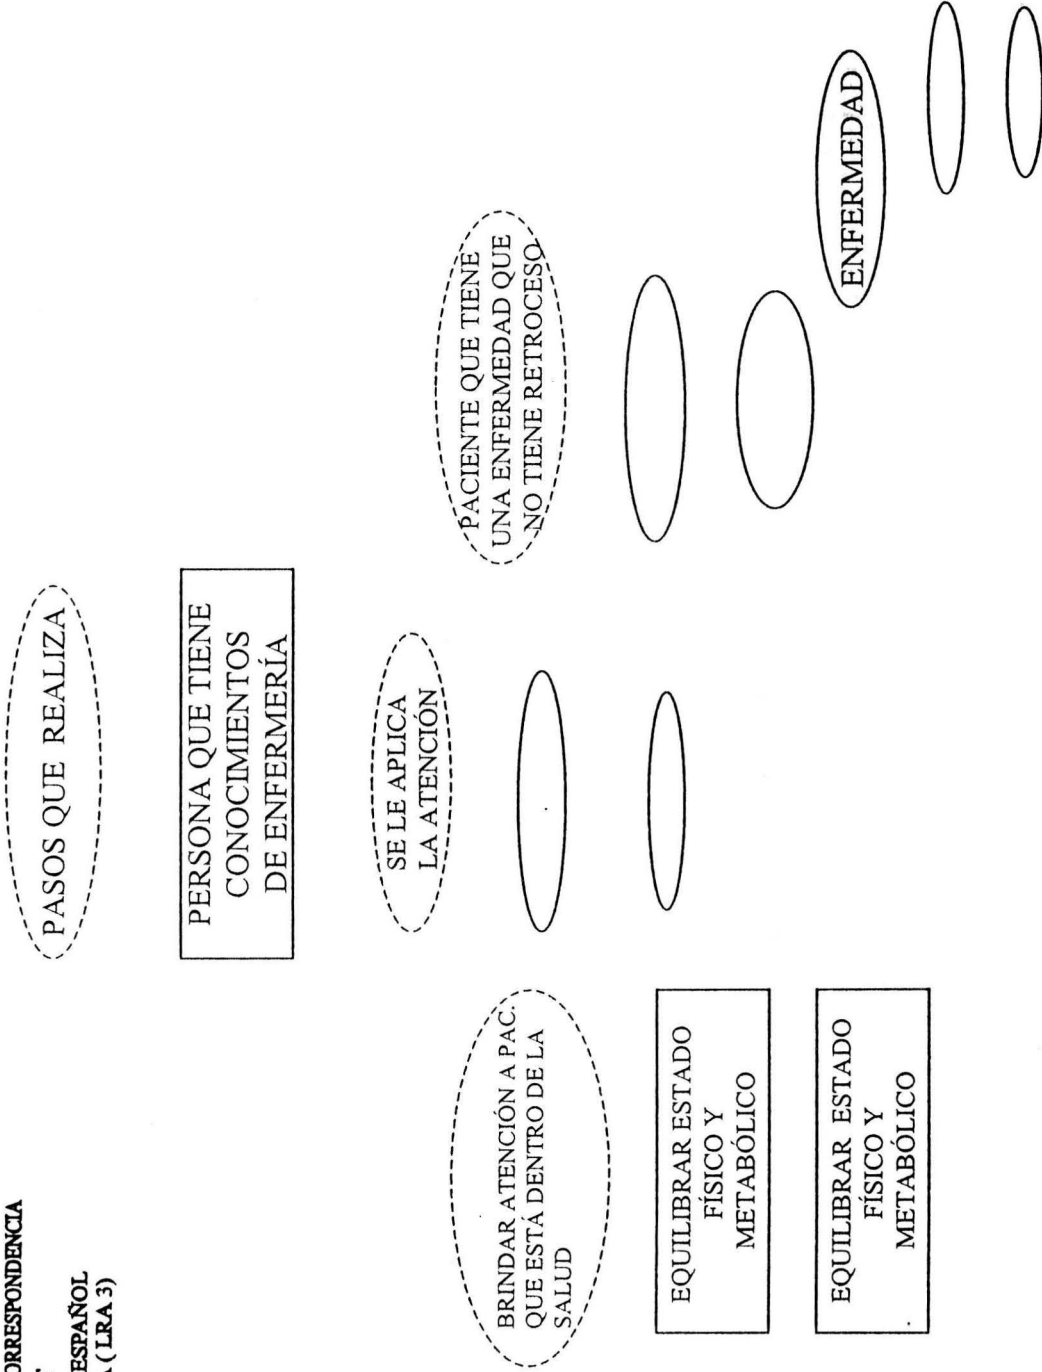 ORRESPONDENCIA
ESPAÑOL
A ( LRA 3)
PASOS QUE REALIZA
PERSONA QUE TIENE
CONOCIMIENTOS
DE ENFERMERÍA
SE LE APLICA
LA ATENCIÓN
BRINDAR ATENCIÓN A PAC.
QUE ESTÁ DENTRO DE LA
SALUD
PACIENTE QUE TIENE
UNA ENFERMEDAD QUE
NO TIENE RETROCESO
EQUILIBRAR ESTADO
FÍSICO Y
METABÓLICO
EQUILIBRAR ESTADO
FÍSICO Y
METABÓLICO
ENFERMEDAD